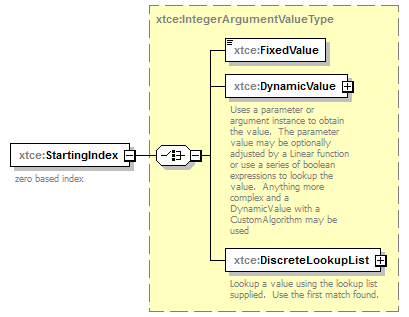 xtce:IntegerArgumentValueType
xtce:FixedValue
xtce:DynamicValue
Uses a parameter or
argument instance to obtain
the value.  The parameter
value may be optionally
adjusted by a Linear function
or use a series of boolean
expressions to lookup the
value.  Anything more
complex and a
DynamicValue with a
CustomAlgorithm may be
used
xtce:StartingIndex
zero based index
xtce:DiscreteLookupList
Lookup a value using the lookup list
supplied.  Use the first match found.